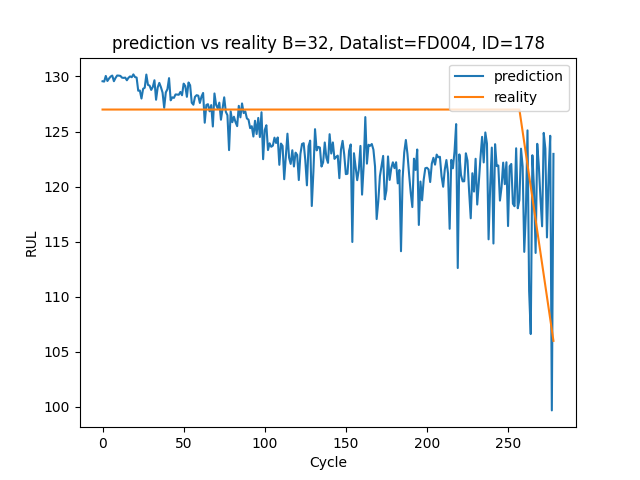 prediction vs reality B=32, Datalist=FD004, ID=178
prediction
reality
130
125
120
115
110
105
100
RUL
0 50 100 150 200 250
Cycle